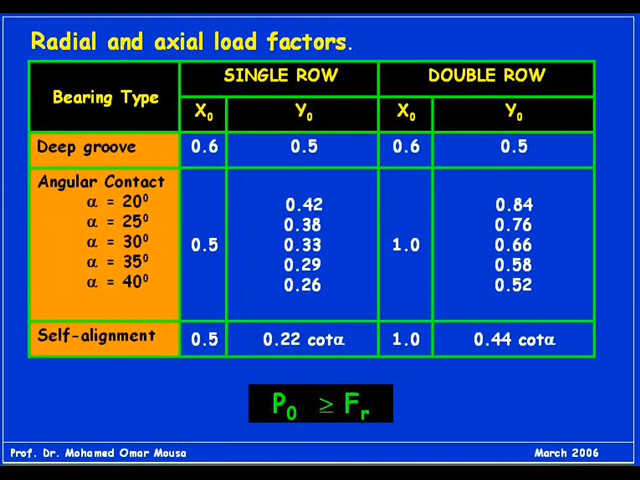 Radial and axial load factors.
Bearing Type SINGLE ROW DOUBLE ROW
X₀ Y₀ X₀ Y₀
Deep groove 0.6 0.5 0.6 0.5
Angular Contact
α = 20⁰ 0.42 0.84
α = 25⁰ 0.38 0.76
α = 30⁰ 0.5 0.33 1.0 0.66
α = 35⁰ 0.29 0.58
α = 40⁰ 0.26 0.52
Self-alignment 0.5 0.22 cotα 1.0 0.44 cotα
P₀ ≥ Fᵣ
Prof. Dr. Mohamed Omar Mousa March 2006